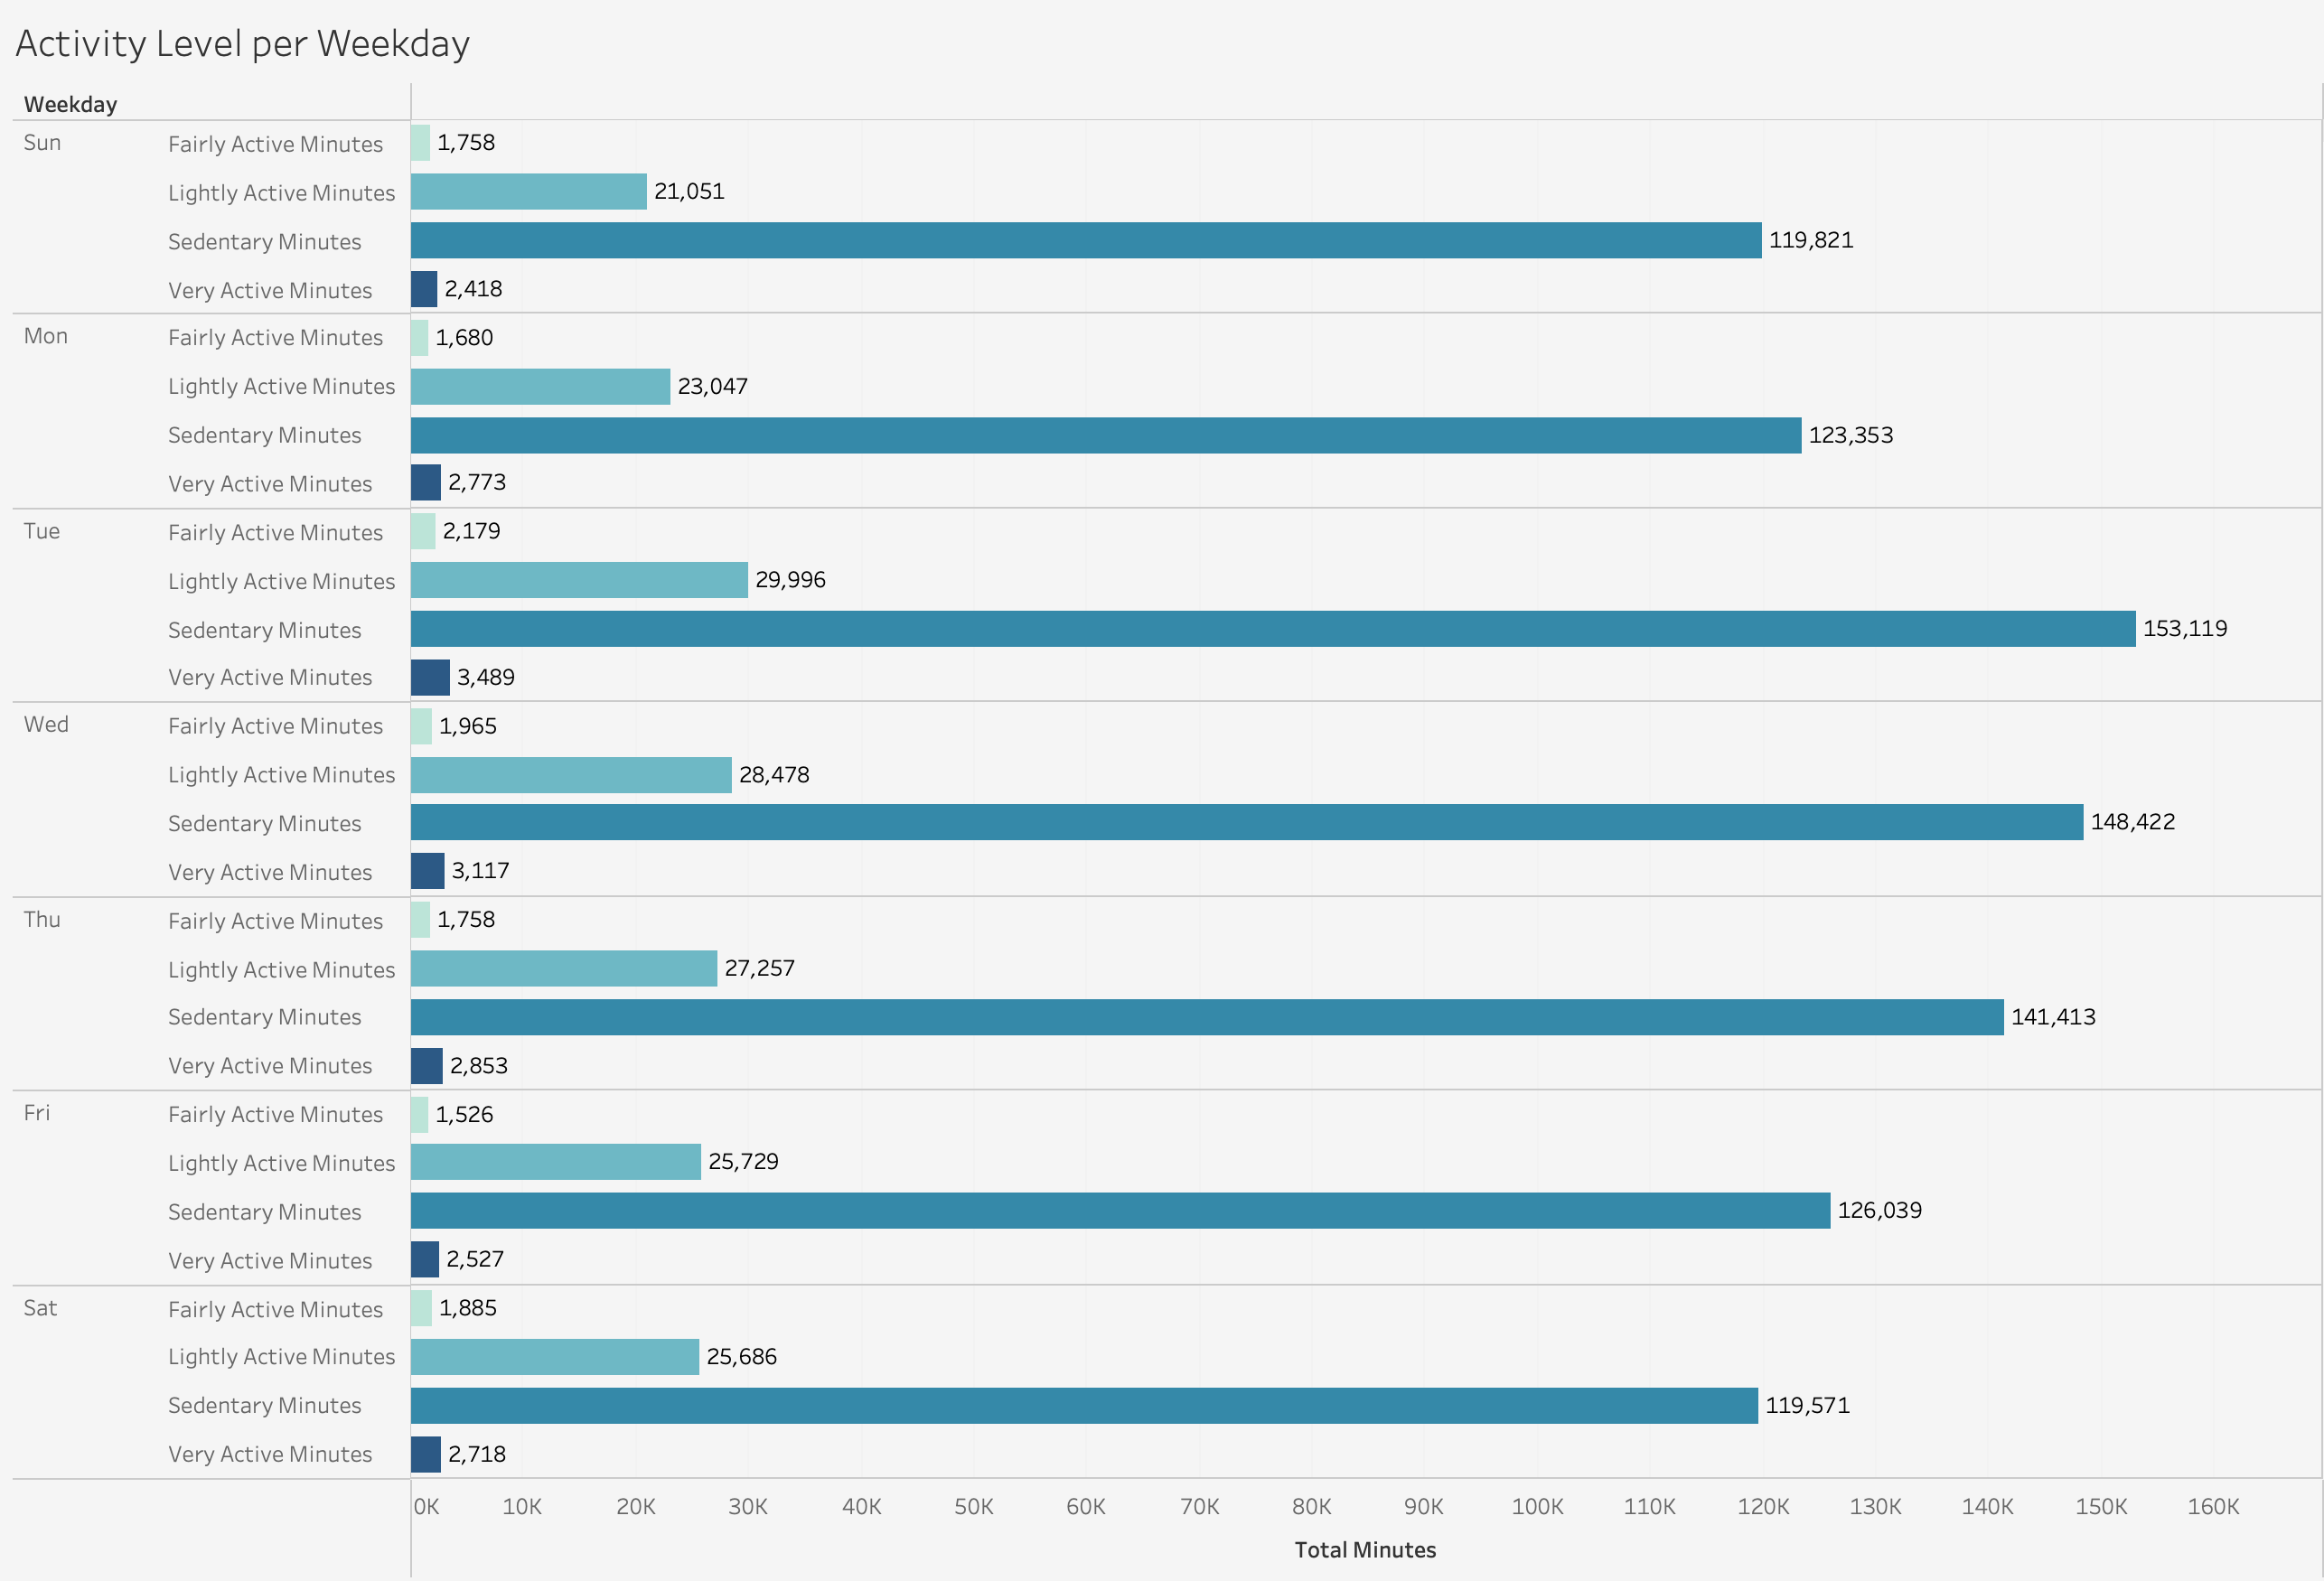 Activity Level per Weekday
Weekday
Sun Fairly Active Minutes 1,758
Lightly Active Minutes 21,051
Sedentary Minutes 119,821
Very Active Minutes 2,418
Mon Fairly Active Minutes 1,680
Lightly Active Minutes 23,047
Sedentary Minutes 123,353
Very Active Minutes 2,773
Tue Fairly Active Minutes 2,179
Lightly Active Minutes 29,996
Sedentary Minutes 153,119
Very Active Minutes 3,489
Wed Fairly Active Minutes 1,965
Lightly Active Minutes 28,478
Sedentary Minutes 148,422
Very Active Minutes 3,117
Thu Fairly Active Minutes 1,758
Lightly Active Minutes 27,257
Sedentary Minutes 141,413
Very Active Minutes 2,853
Fri Fairly Active Minutes 1,526
Lightly Active Minutes 25,729
Sedentary Minutes 126,039
Very Active Minutes 2,527
Sat Fairly Active Minutes 1,885
Lightly Active Minutes 25,686
Sedentary Minutes 119,571
Very Active Minutes 2,718
0K 10K 20K 30K 40K 50K 60K 70K 80K 90K 100K 110K 120K 130K 140K 150K 160K
Total Minutes